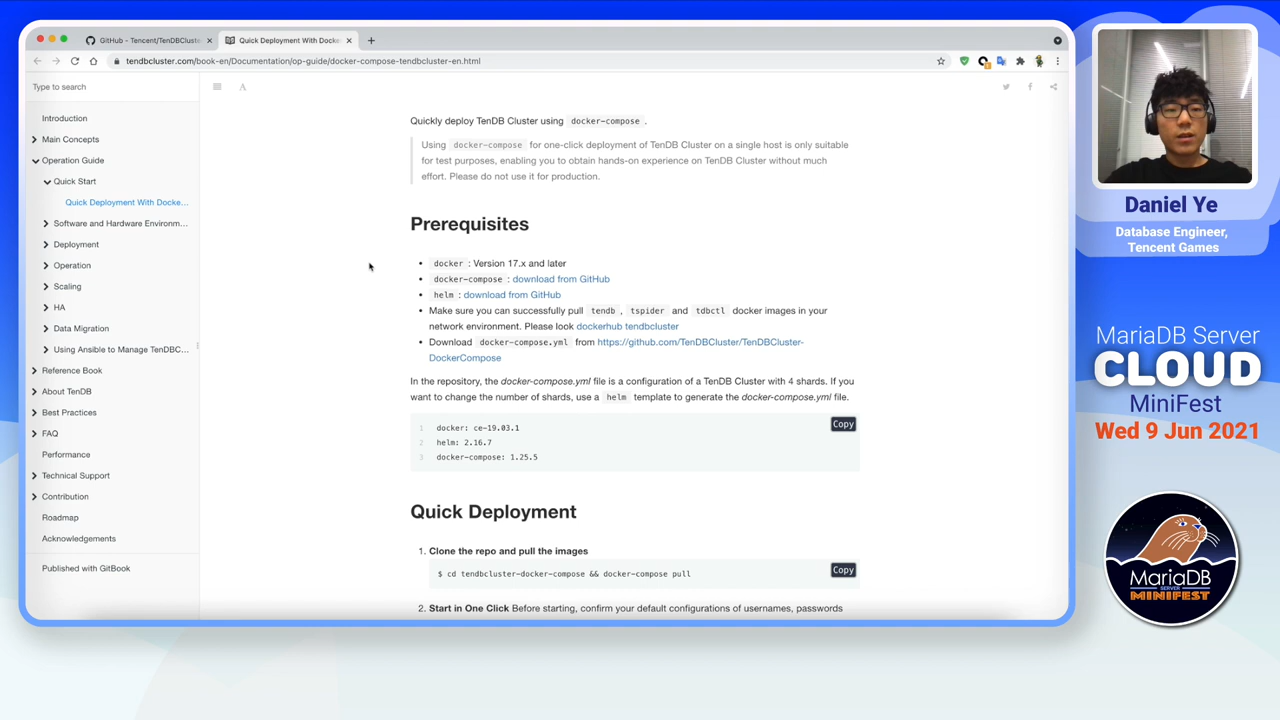 GitHub - Tencent/TenDBCluste
Quick Deployment With Docke
tendbcluster.com/book-en/Documentation/op-guide/docker-compose-tendbcluster-en.html
Type to search
Introduction
Main Concepts
Operation Guide
Quick Start
Quick Deployment With Docke...
Software and Hardware Environm...
Deployment
Operation
Scaling
HA
Data Migration
Using Ansible to Manage TenDBC...
Reference Book
About TenDB
Best Practices
FAQ
Performance
Technical Support
Contribution
Roadmap
Acknowledgements
Published with GitBook
A
Quickly deploy TenDB Cluster using docker-compose .
Using docker-compose for one-click deployment of TenDB Cluster on a single host is only suitable
for test purposes, enabling you to obtain hands-on experience on TenDB Cluster without much
effort. Please do not use it for production.
Prerequisites
docker : Version 17.x and later
docker-compose : download from GitHub
helm : download from GitHub
Make sure you can successfully pull tendb , tspider and tdbctl docker images in your
network environment. Please look dockerhub tendbcluster
Download docker-compose.yml from https://github.com/TenDBCluster/TenDBCluster-
DockerCompose
In the repository, the docker-compose.yml file is a configuration of a TenDB Cluster with 4 shards. If you
want to change the number of shards, use a helm template to generate the docker-compose.yml file.
Copy
1 docker: ce-19.03.1
2 helm: 2.16.7
3 docker-compose: 1.25.5
Quick Deployment
1. Clone the repo and pull the images
$ cd tendbcluster-docker-compose && docker-compose pull
Copy
2. Start in One Click Before starting, confirm your default configurations of usernames, passwords
Daniel Ye
Database Engineer,
Tencent Games
MariaDB Server
CLOUD
MiniFest
Wed 9 Jun 2021
MariaDB
SERVER
MINIFEST